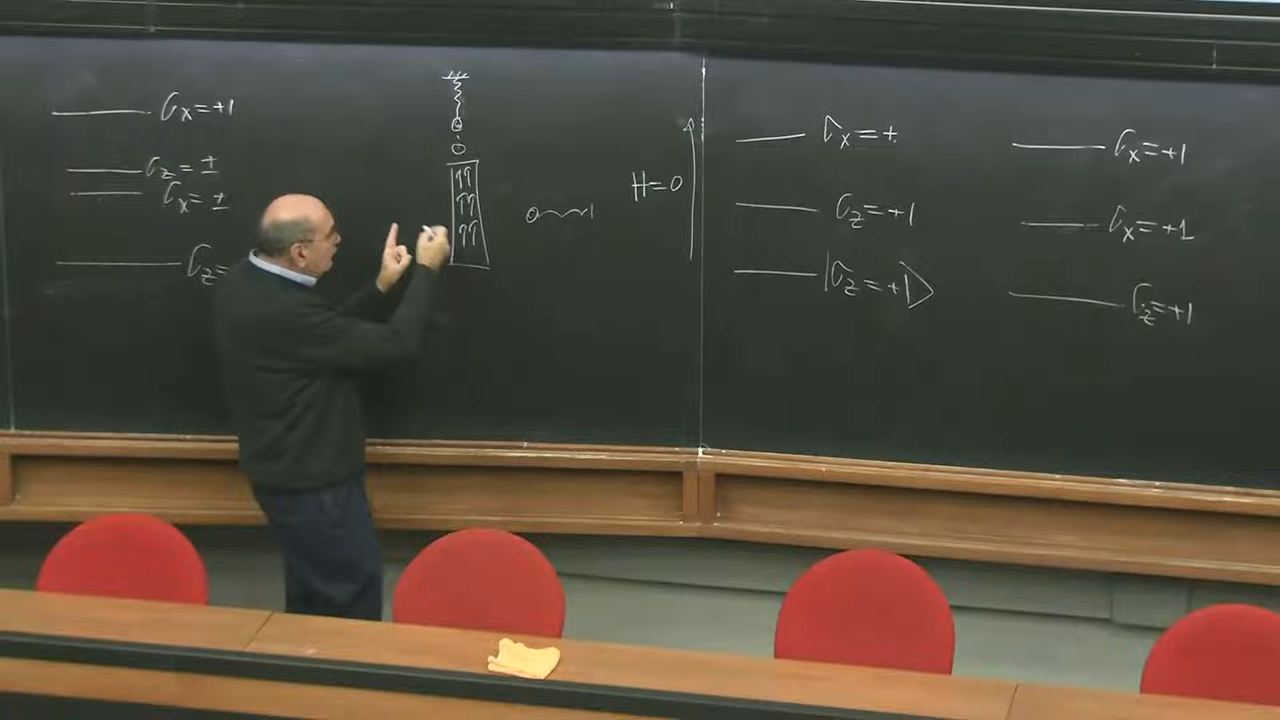 σx=+1
σz=±
σx=±
σz=
↑↑
↑↑
↑↑
H=0
σx=±
σz=+1
|σz=+1⟩
σx=+1
σx=+1
σz=+1